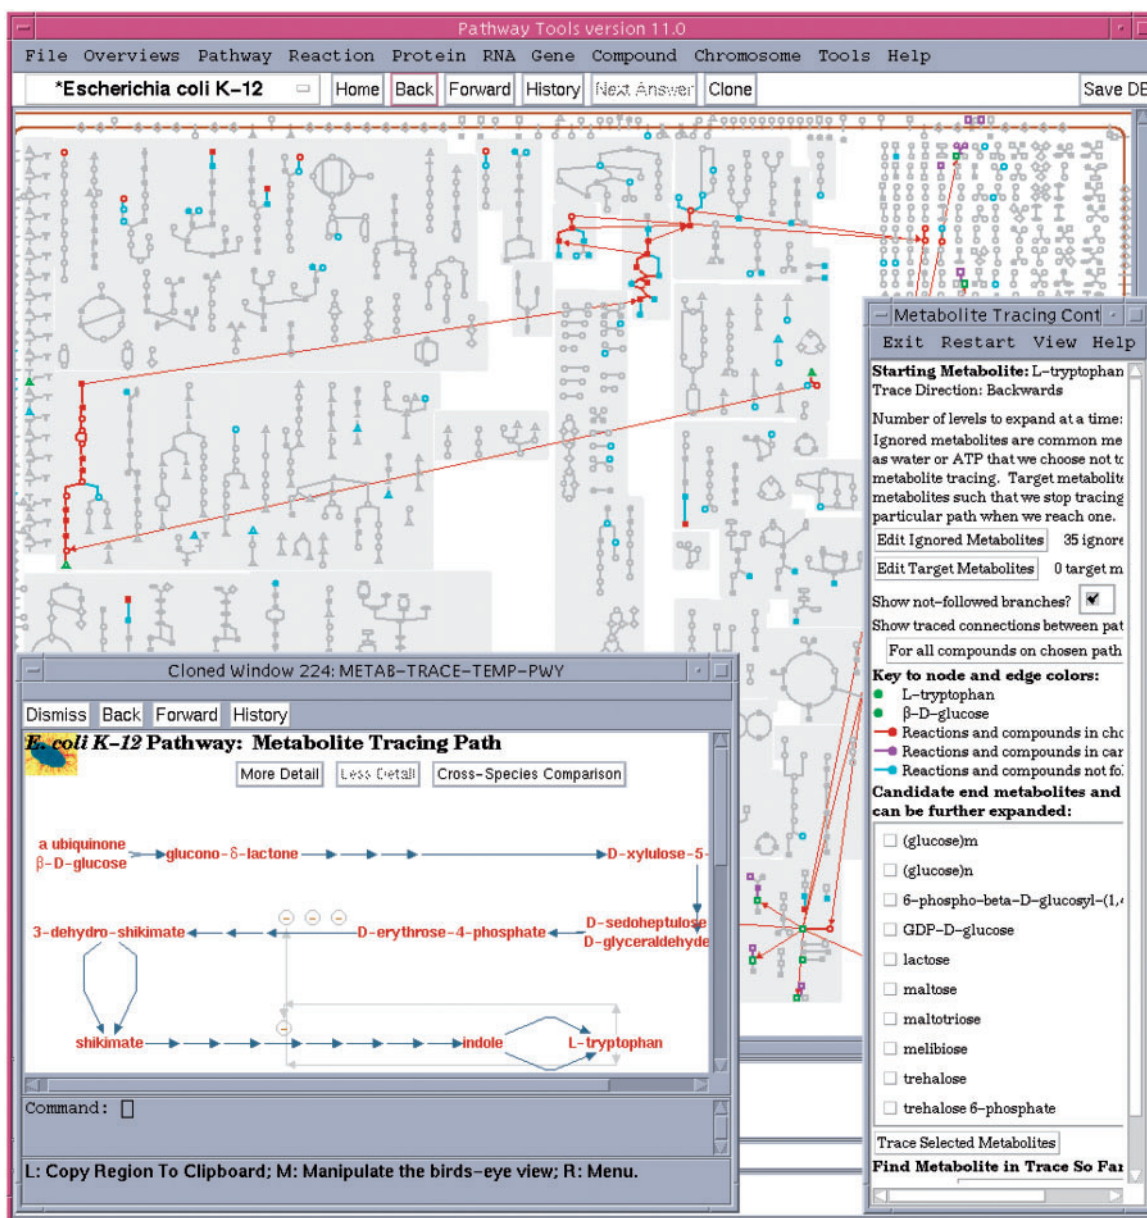 Pathway Tools version 11.0
File Overviews Pathway Reaction Protein RNA Gene Compound Chromosome Tools Help
*Escherichia coli K-12 Home Back Forward History Next Answer Clone Save DB
Metabolite Tracing Cont
Exit Restart View Help
Starting Metabolite: L-tryptophan
Trace Direction: Backwards
Number of levels to expand at a time:
Ignored metabolites are common me
as water or ATP that we choose not to
metabolite tracing. Target metabolite
metabolites such that we stop tracing
particular path when we reach one.
Edit Ignored Metabolites 35 ignore
Edit Target Metabolites 0 target m
Show not-followed branches?
Show traced connections between pat
For all compounds on chosen path
Key to node and edge colors:
L-tryptophan
β-D-glucose
Reactions and compounds in cho
Reactions and compounds in can
Reactions and compounds not fol
Candidate end metabolites and
can be further expanded:
(glucose)m
(glucose)n
6-phospho-beta-D-glucosyl-(1,4
GDP-D-glucose
lactose
maltose
maltotriose
melibiose
trehalose
trehalose 6-phosphate
Trace Selected Metabolites
Find Metabolite in Trace So Far
Cloned Window 224: METAB-TRACE-TEMP-PWY
Dismiss Back Forward History
E. coli K-12 Pathway: Metabolite Tracing Path
More Detail Less Detail Cross-Species Comparison
a ubiquinone
β-D-glucose glucono-δ-lactone D-xylulose-5-
3-dehydro-shikimate D-erythrose-4-phosphate D-sedoheptulose
D-glyceraldehyde
shikimate indole L-tryptophan
Command:
L: Copy Region To Clipboard; M: Manipulate the birds-eye view; R: Menu.